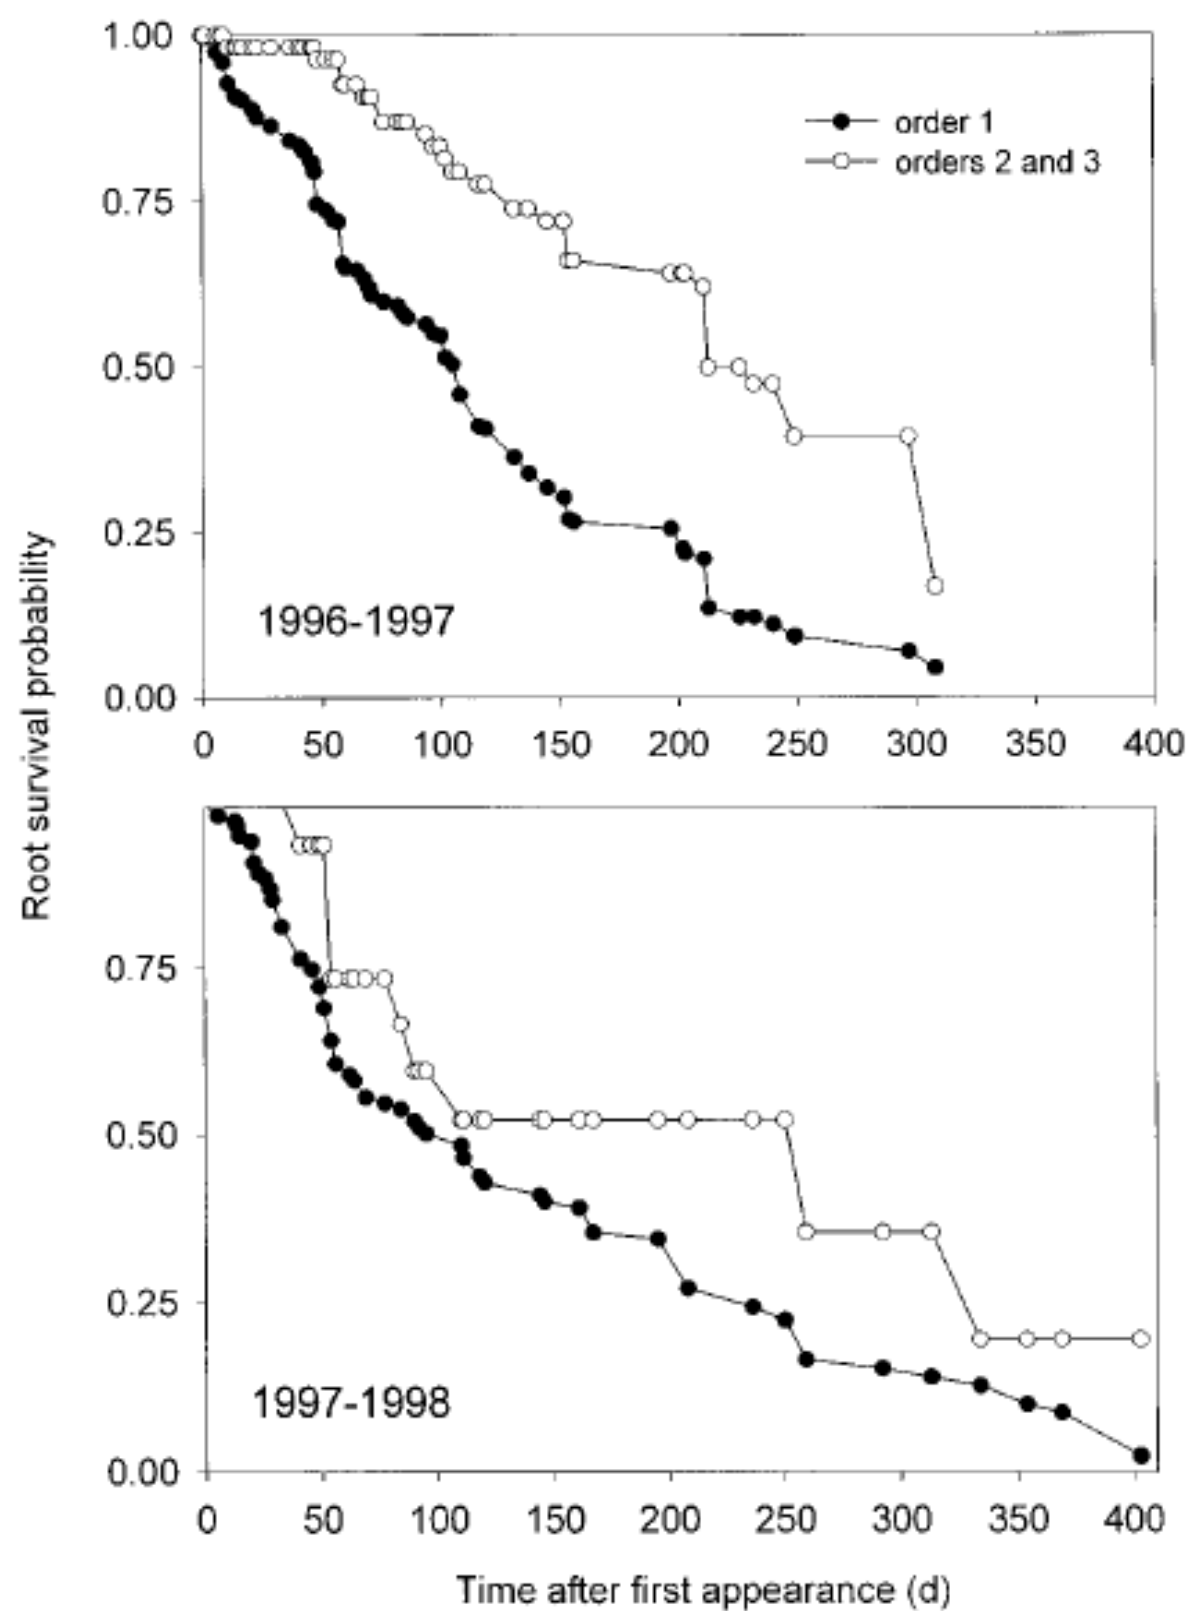 1.00
order 1
orders 2 and 3
0.75
0.50
0.25
1996-1997
0.00
0 50 100 150 200 250 300 350 400
Root survival probability
0.75
0.50
0.25
1997-1998
0.00
0 50 100 150 200 250 300 350 400
Time after first appearance (d)